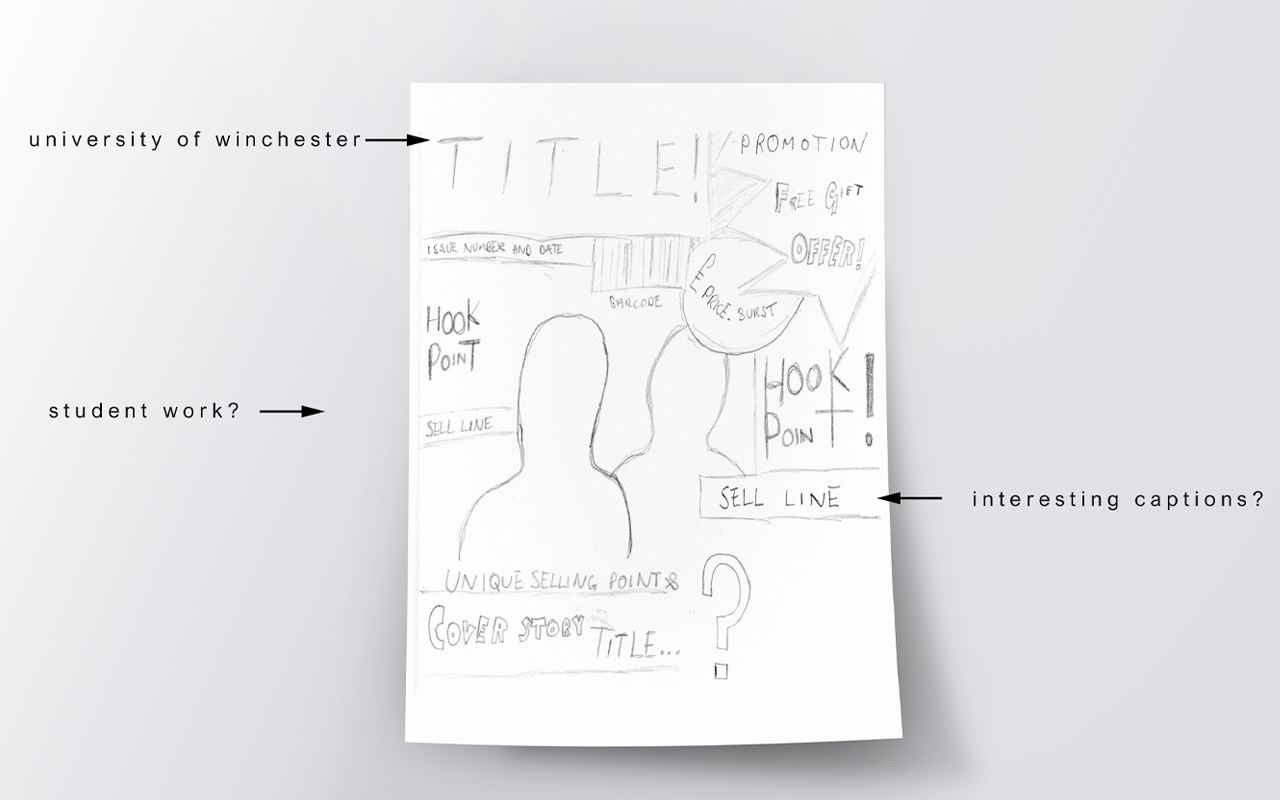 university of winchester
TITLE!
PROMOTION
FREE GIFT
OFFER!
ISSUE NUMBER AND DATE
BARCODE
£ PRICE. BURST
HOOK
POINT
HOOK
POINT!
student work?
SELL LINE
SELL LINE
interesting captions?
UNIQUE SELLING POINT &
COVER STORY TITLE...
?